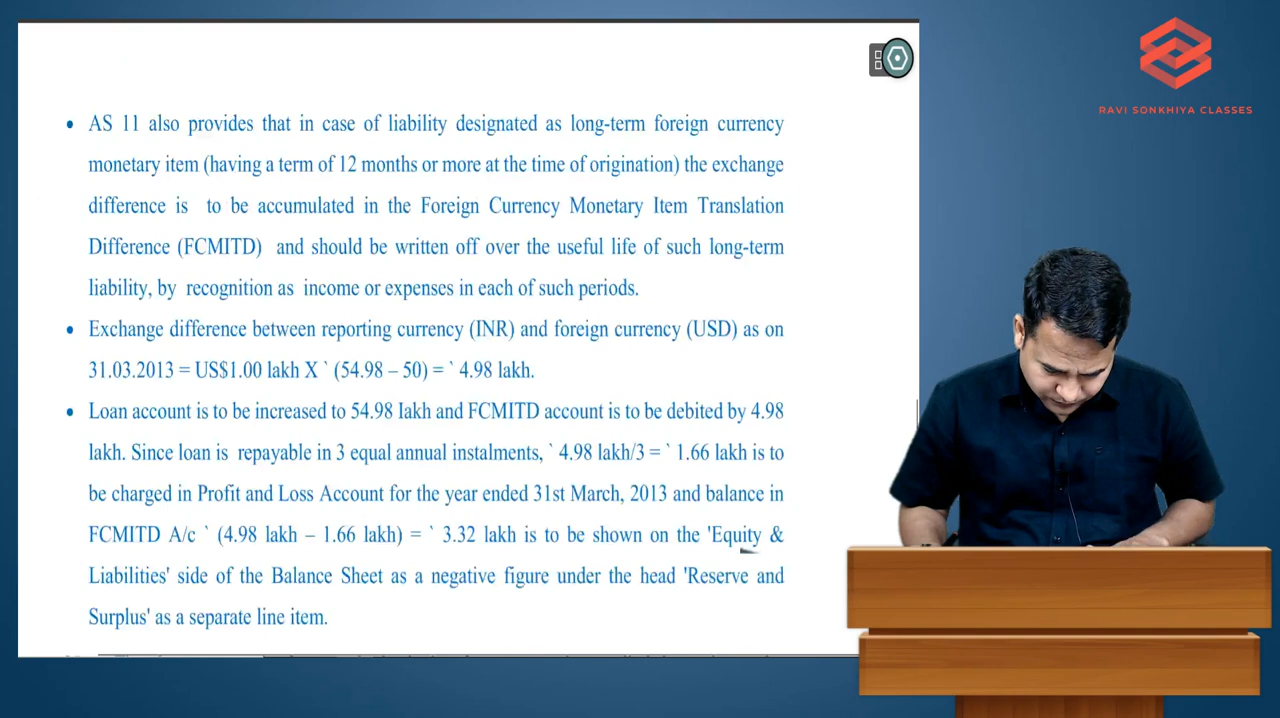 RAVI SONKHIYA CLASSES
• AS 11 also provides that in case of liability designated as long-term foreign currency
monetary item (having a term of 12 months or more at the time of origination) the exchange
difference is to be accumulated in the Foreign Currency Monetary Item Translation
Difference (FCMITD) and should be written off over the useful life of such long-term
liability, by recognition as income or expenses in each of such periods.
• Exchange difference between reporting currency (INR) and foreign currency (USD) as on
31.03.2013 = US$1.00 lakh X ` (54.98 – 50) = ` 4.98 lakh.
• Loan account is to be increased to 54.98 lakh and FCMITD account is to be debited by 4.98
lakh. Since loan is repayable in 3 equal annual instalments, ` 4.98 lakh/3 = ` 1.66 lakh is to
be charged in Profit and Loss Account for the year ended 31st March, 2013 and balance in
FCMITD A/c ` (4.98 lakh – 1.66 lakh) = ` 3.32 lakh is to be shown on the 'Equity &
Liabilities' side of the Balance Sheet as a negative figure under the head 'Reserve and
Surplus' as a separate line item.